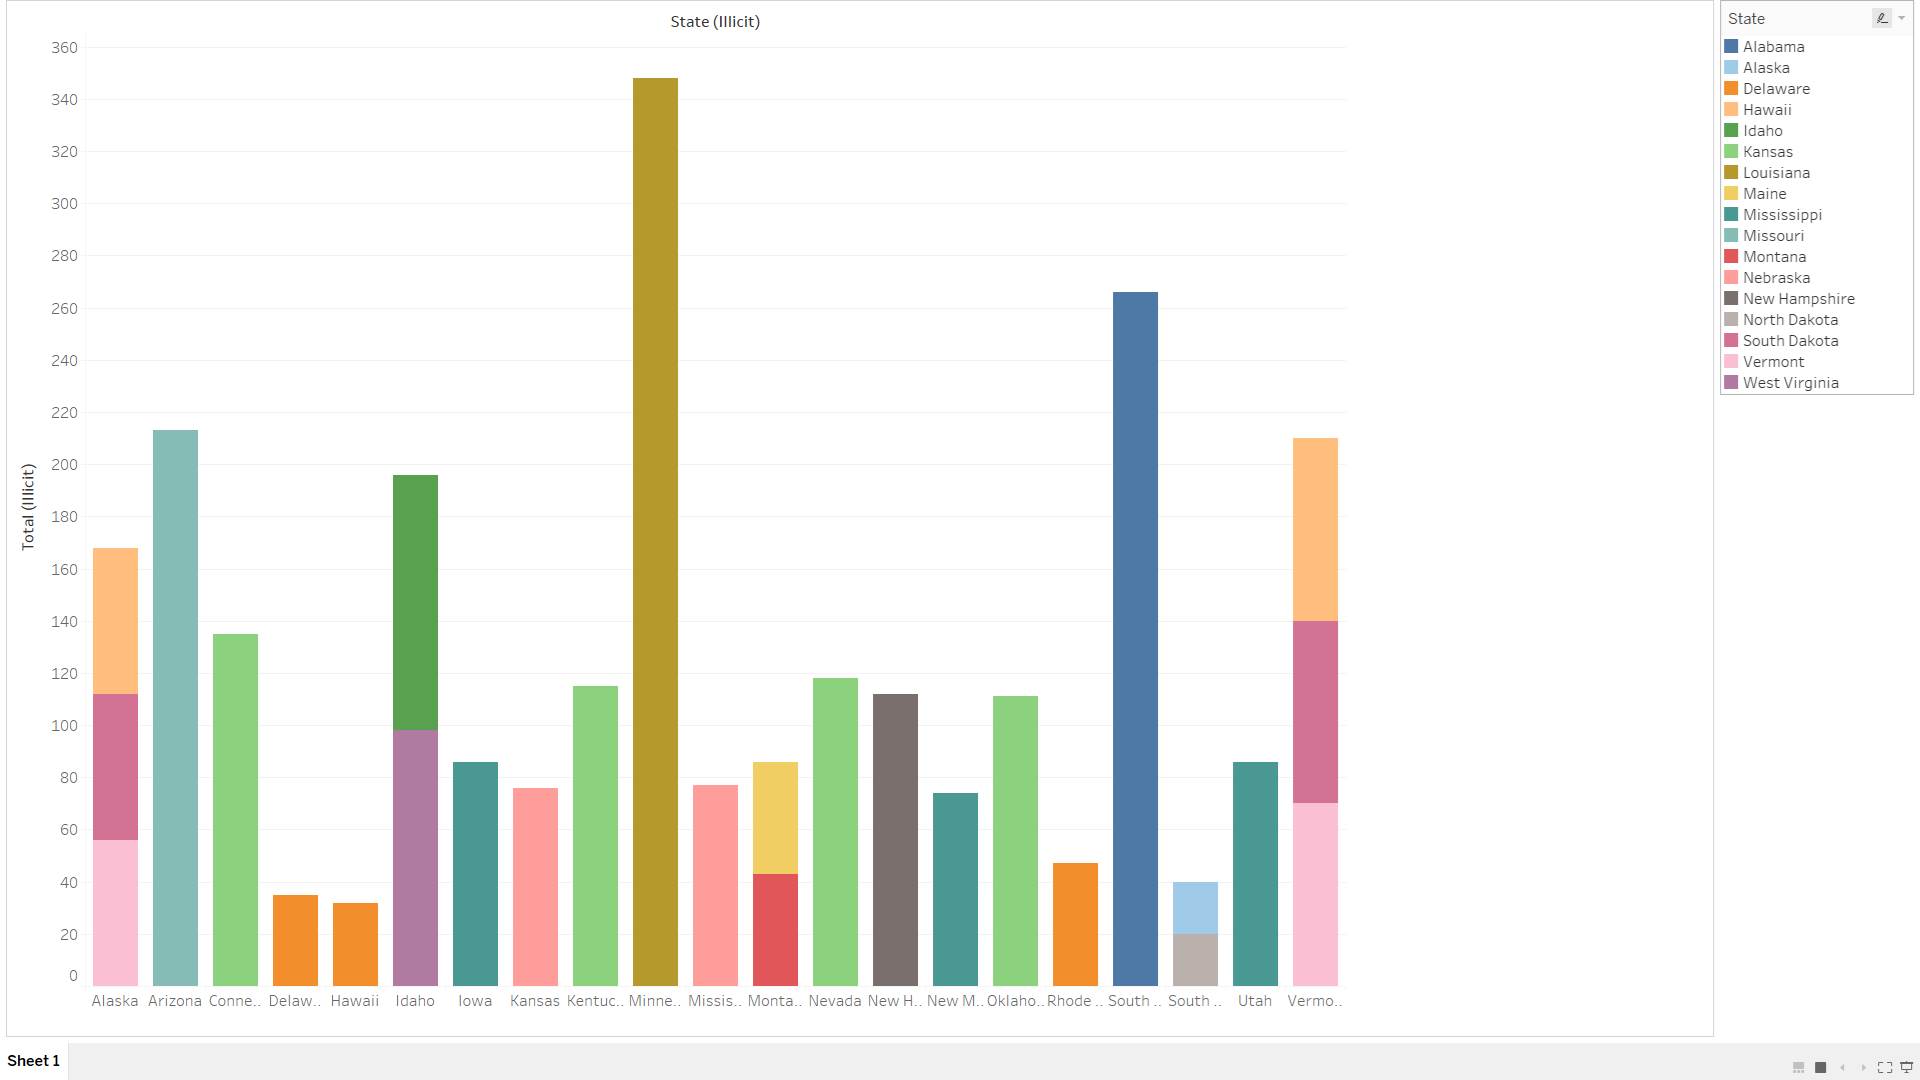 State (Illicit)
360
340
320
300
280
260
240
220
200
180
160
140
120
100
80
60
40
20
0
Total (Illicit)
Alaska Arizona Conne.. Delaw.. Hawaii Idaho Iowa Kansas Kentuc.. Minne.. Missis.. Monta.. Nevada New H.. New M.. Oklaho.. Rhode .. South .. South .. Utah Vermo..
State
Alabama
Alaska
Delaware
Hawaii
Idaho
Kansas
Louisiana
Maine
Mississippi
Missouri
Montana
Nebraska
New Hampshire
North Dakota
South Dakota
Vermont
West Virginia
Sheet 1